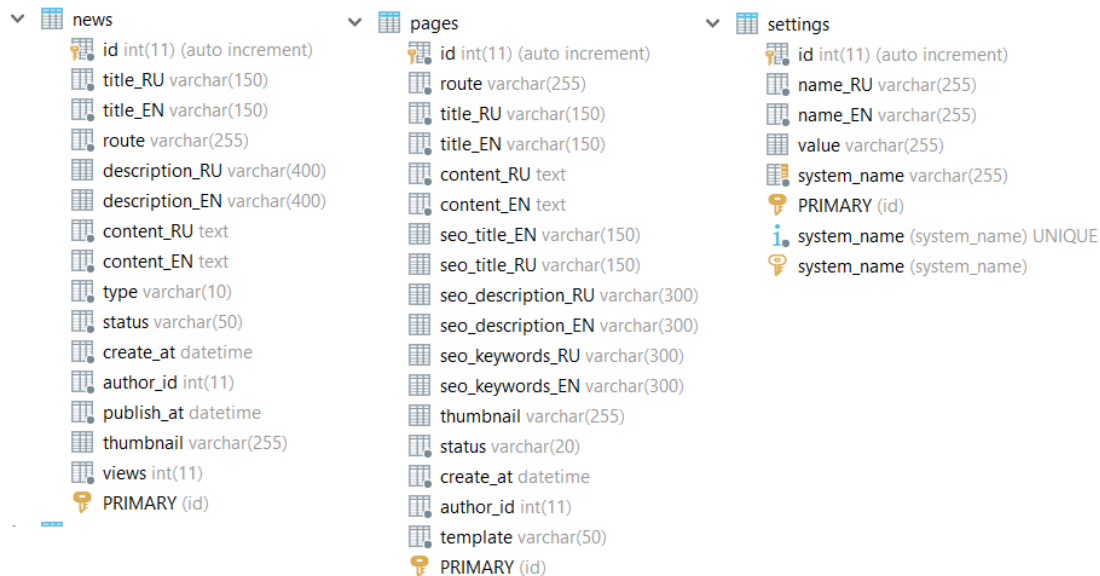 news
id int(11) (auto increment)
title_RU varchar(150)
title_EN varchar(150)
route varchar(255)
description_RU varchar(400)
description_EN varchar(400)
content_RU text
content_EN text
type varchar(10)
status varchar(50)
create_at datetime
author_id int(11)
publish_at datetime
thumbnail varchar(255)
views int(11)
PRIMARY (id)
pages
id int(11) (auto increment)
route varchar(255)
title_RU varchar(150)
title_EN varchar(150)
content_RU text
content_EN text
seo_title_EN varchar(150)
seo_title_RU varchar(150)
seo_description_RU varchar(300)
seo_description_EN varchar(300)
seo_keywords_RU varchar(300)
seo_keywords_EN varchar(300)
thumbnail varchar(255)
status varchar(20)
create_at datetime
author_id int(11)
template varchar(50)
PRIMARY (id)
settings
id int(11) (auto increment)
name_RU varchar(255)
name_EN varchar(255)
value varchar(255)
system_name varchar(255)
PRIMARY (id)
system_name (system_name) UNIQUE
system_name (system_name)